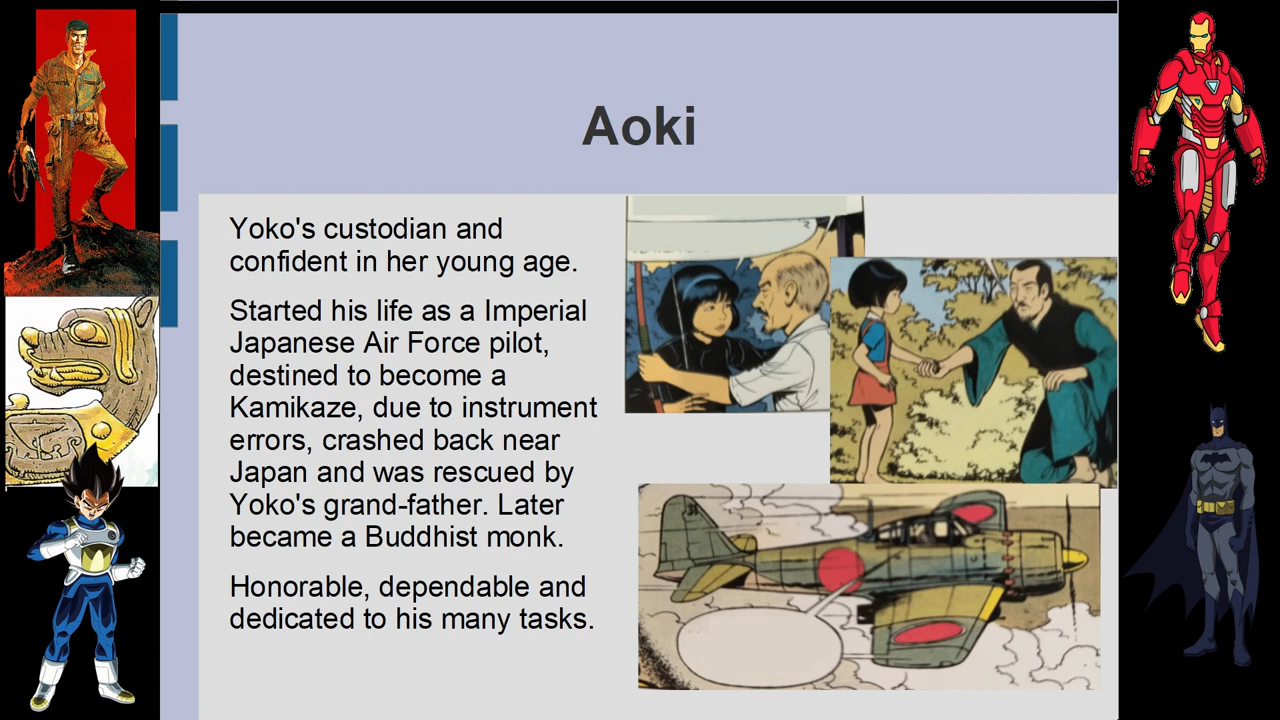 Aoki
Yoko's custodian and
confident in her young age.
Started his life as a Imperial
Japanese Air Force pilot,
destined to become a
Kamikaze, due to instrument
errors, crashed back near
Japan and was rescued by
Yoko's grand-father. Later
became a Buddhist monk.
Honorable, dependable and
dedicated to his many tasks.